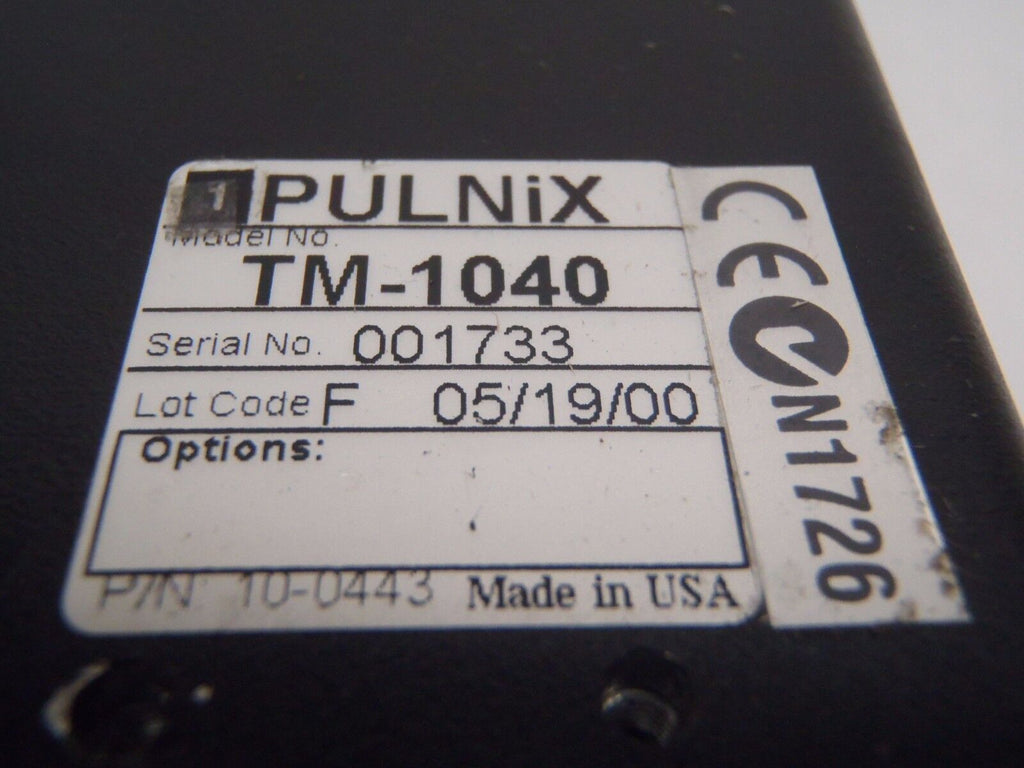 1 PULNiX
Model No.
TM-1040
Serial No. 001733
Lot Code F 05/19/00
Options:
P/N: 10-0443 Made in USA
CE
N1726